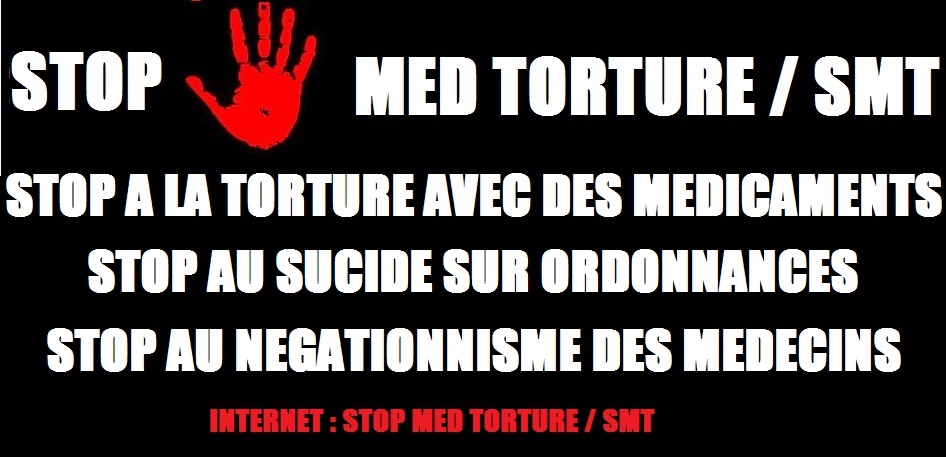 STOP MED TORTURE / SMT
STOP A LA TORTURE AVEC DES MEDICAMENTS
STOP AU SUCIDE SUR ORDONNANCES
STOP AU NEGATIONNISME DES MEDECINS
INTERNET : STOP MED TORTURE / SMT